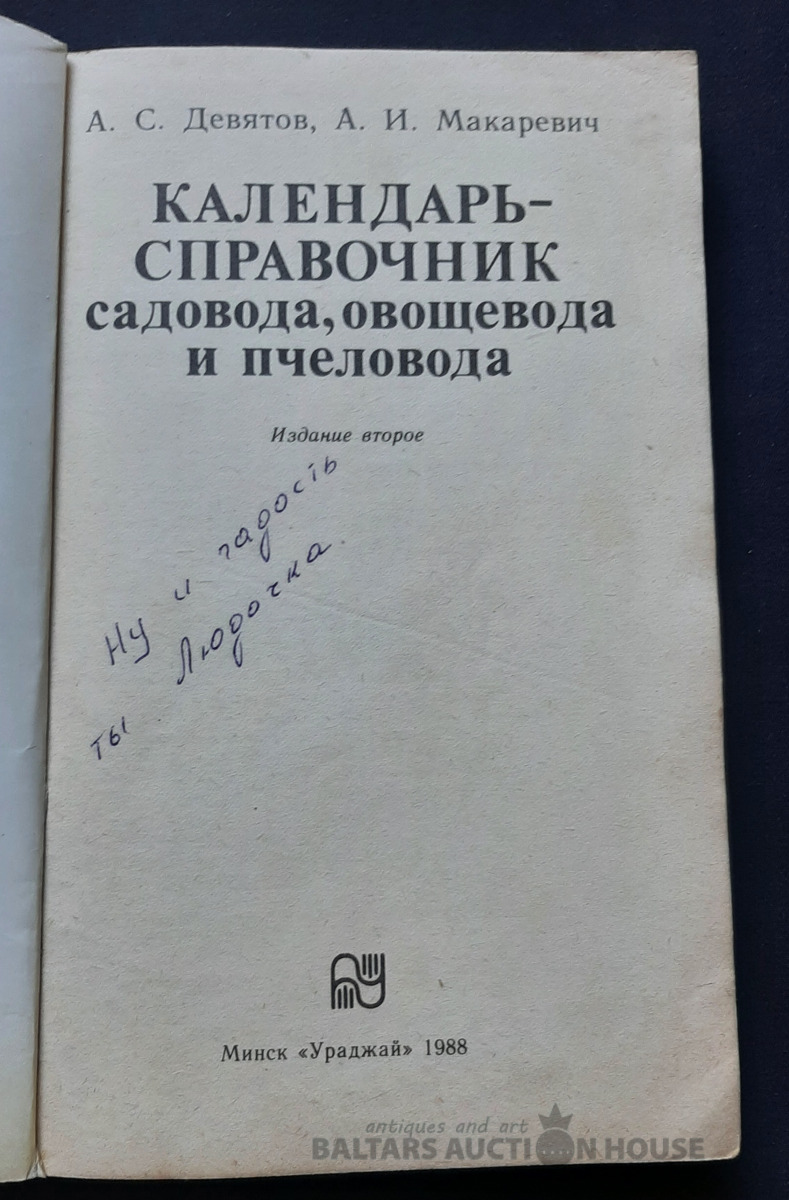 А. С. Девятов, А. И. Макаревич
КАЛЕНДАРЬ-
СПРАВОЧНИК
садовода, овощевода
и пчеловода
Издание второе
Ну и гадость
ты Людочка.
Минск «Ураджай» 1988
antiques and art
BALTARS AUCTION HOUSE